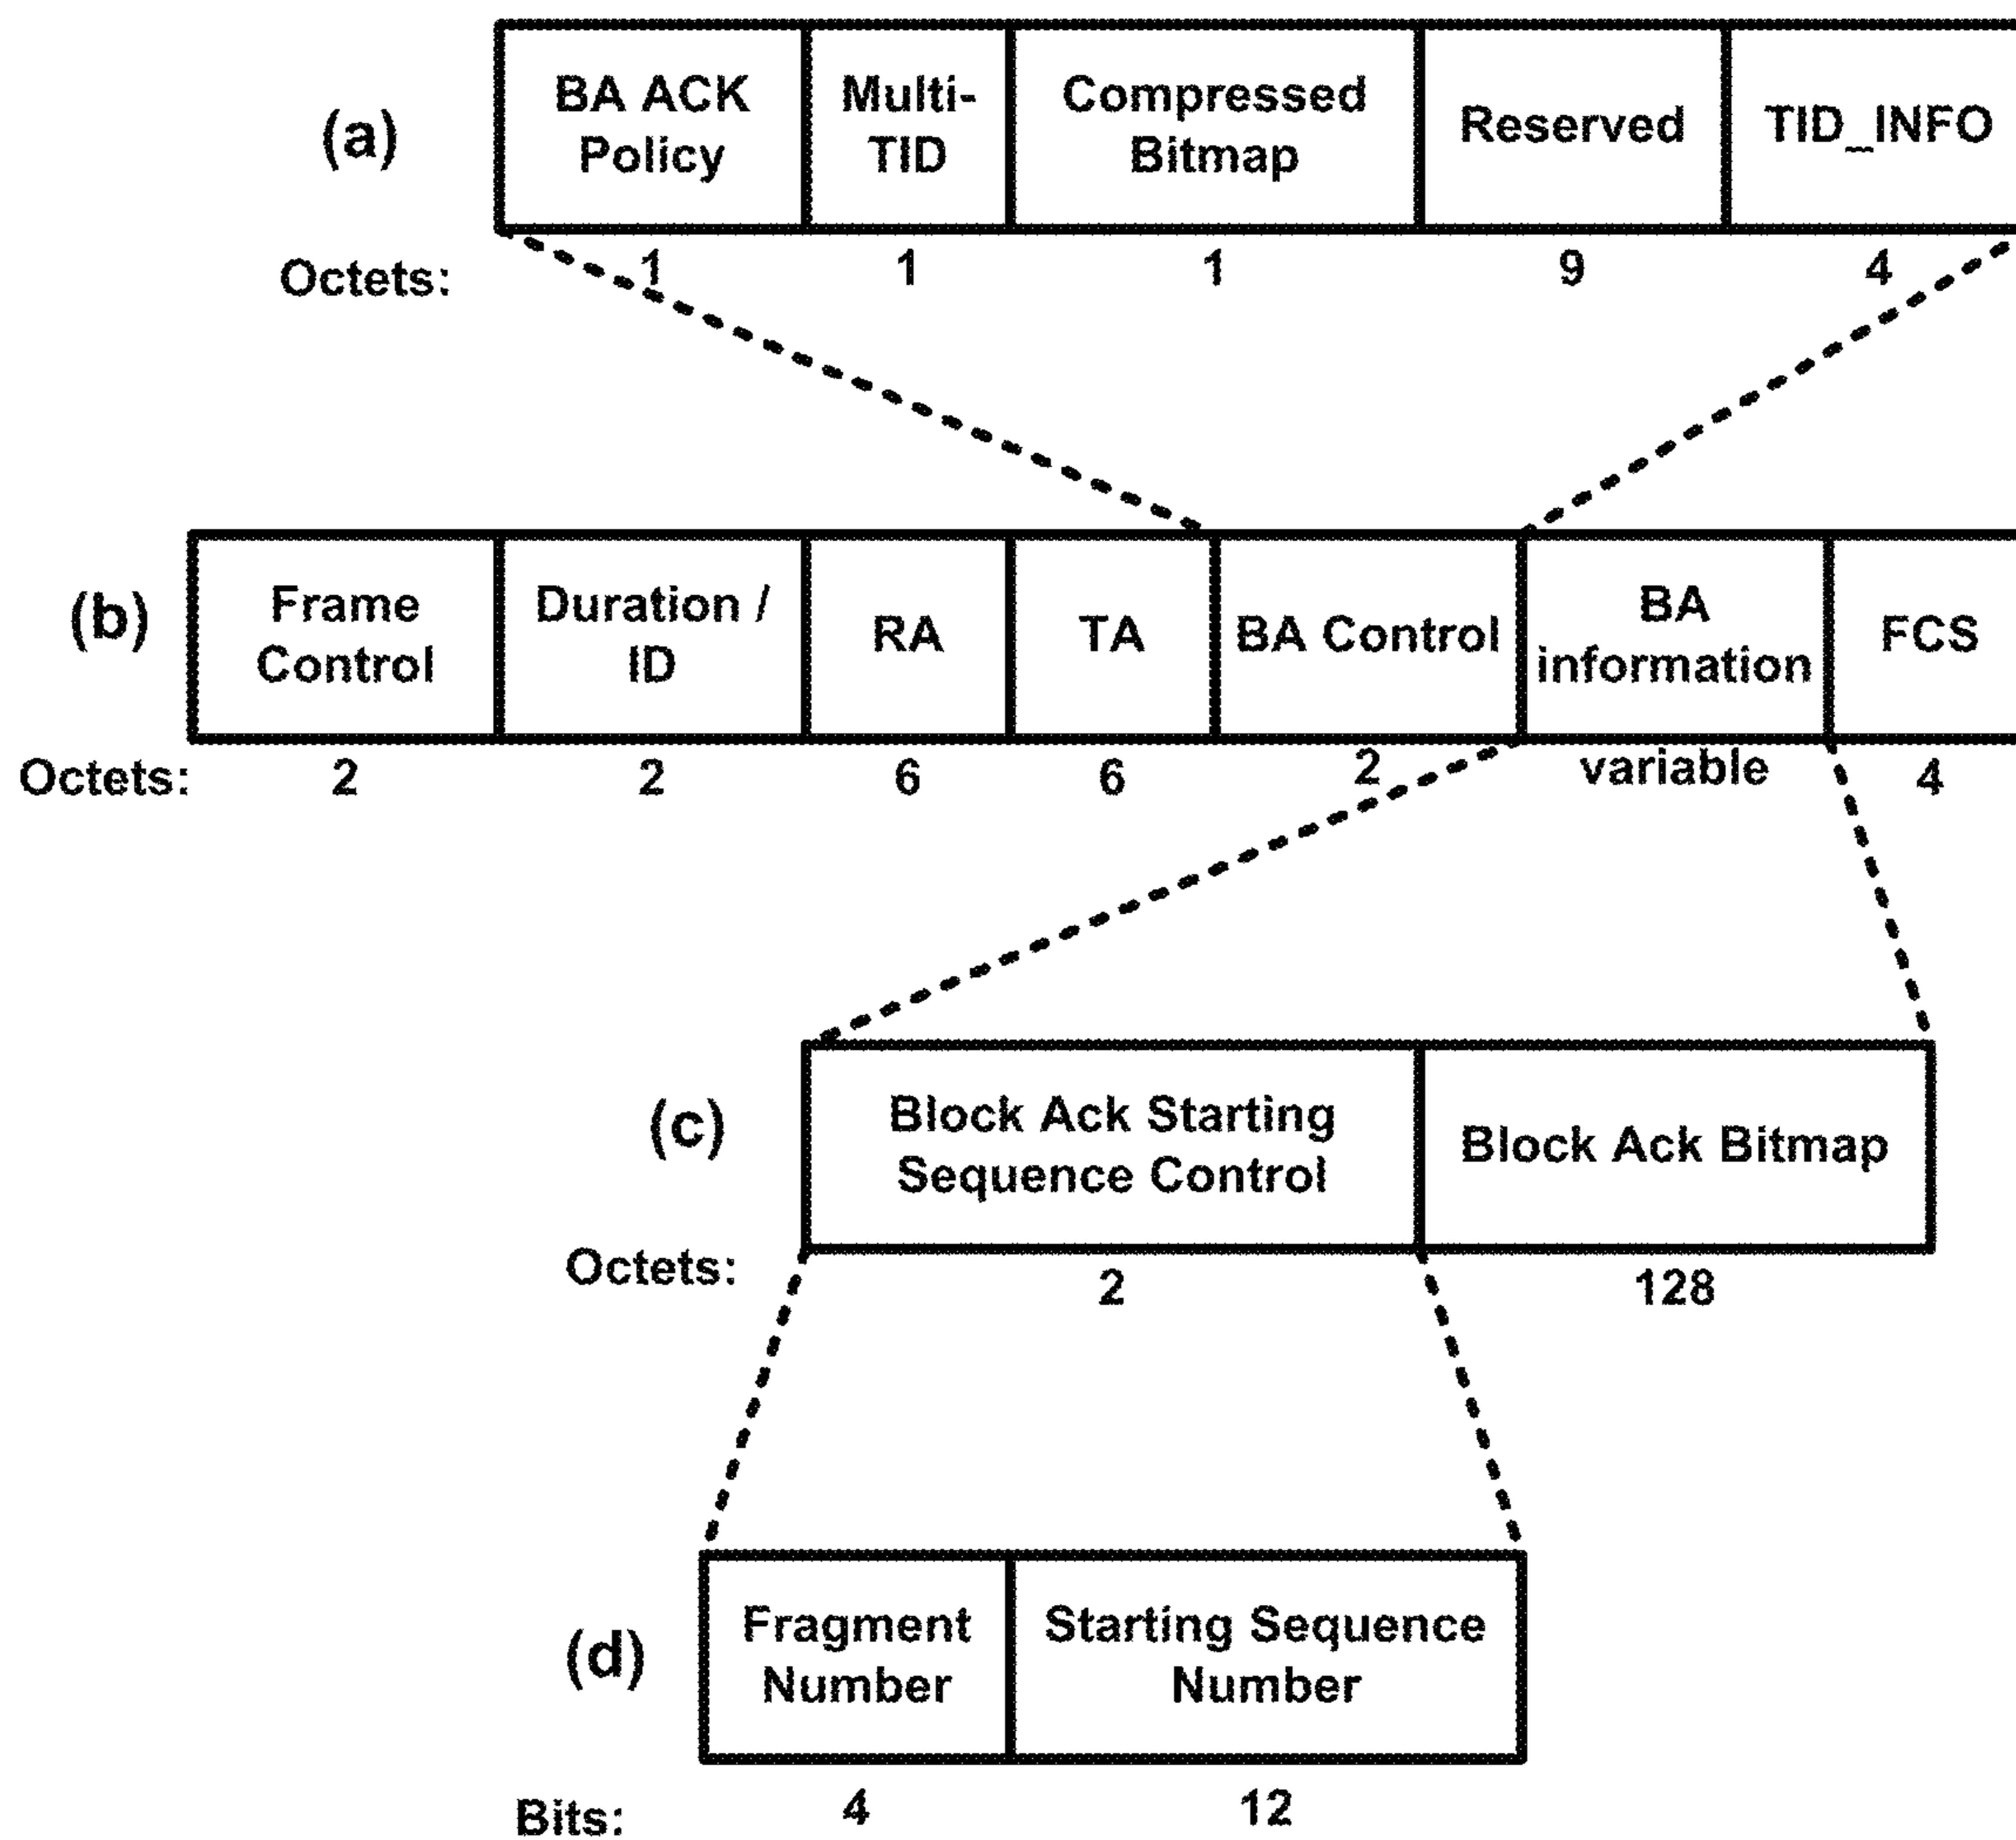 BA ACK Policy
Multi-TID
Compressed Bitmap
Reserved
TID_INFO
(a)
Octets: 1 1 1 9 4
(b)
Frame Control
Duration / ID
RA
TA
BA Control
BA information
FCS
Octets: 2 2 6 6 2 variable 4
(c)
Block Ack Starting Sequence Control
Block Ack Bitmap
Octets: 2 128
(d)
Fragment Number
Starting Sequence Number
Bits: 4 12